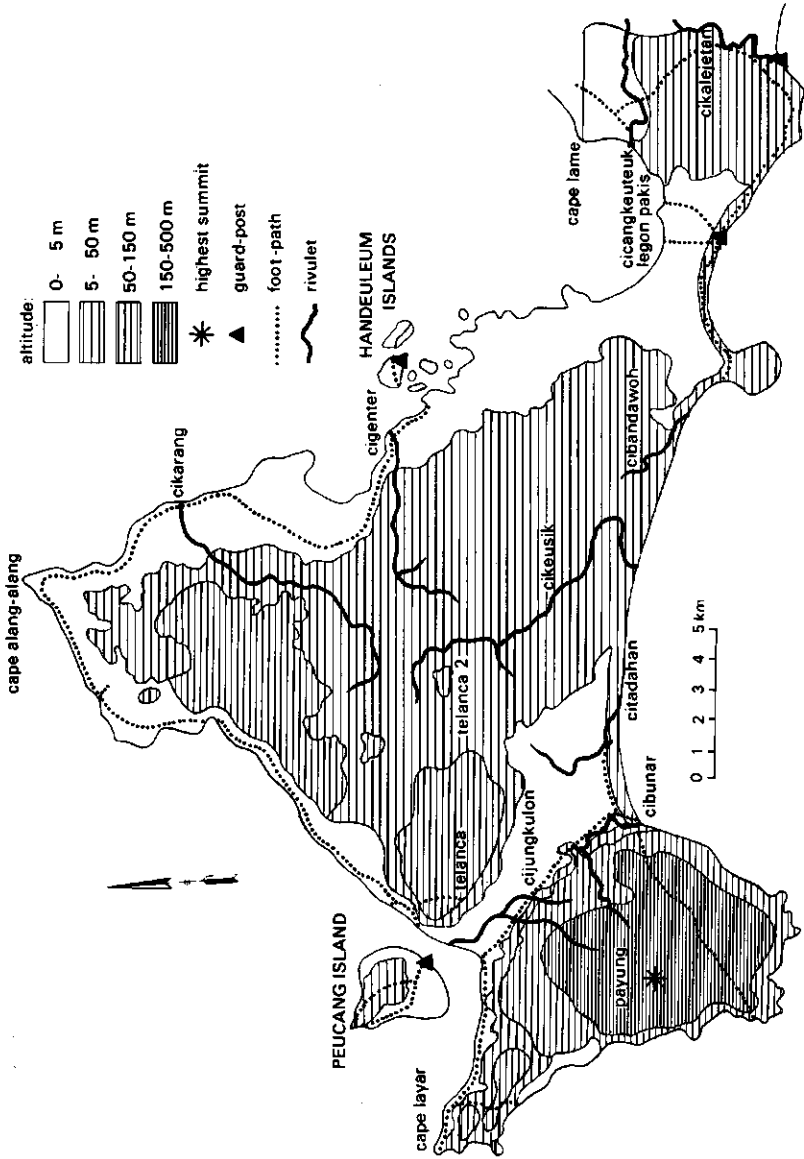 cape alang-alang
altitude:
0- 5 m
5- 50 m
50-150 m
150-500 m
highest summit
guard-post
foot-path
rivulet
cikarang
HANDEULEUM
ISLANDS
cigenter
PEUCANG ISLAND
telanca
telanca 2
cape layar
cijungkulon
cikeusik
cape lame
payung
cibunar
citadahan
cibandawoh
cicangkeuteuk
legon pakis
cikalejetan
0 1 2 3 4 5 km